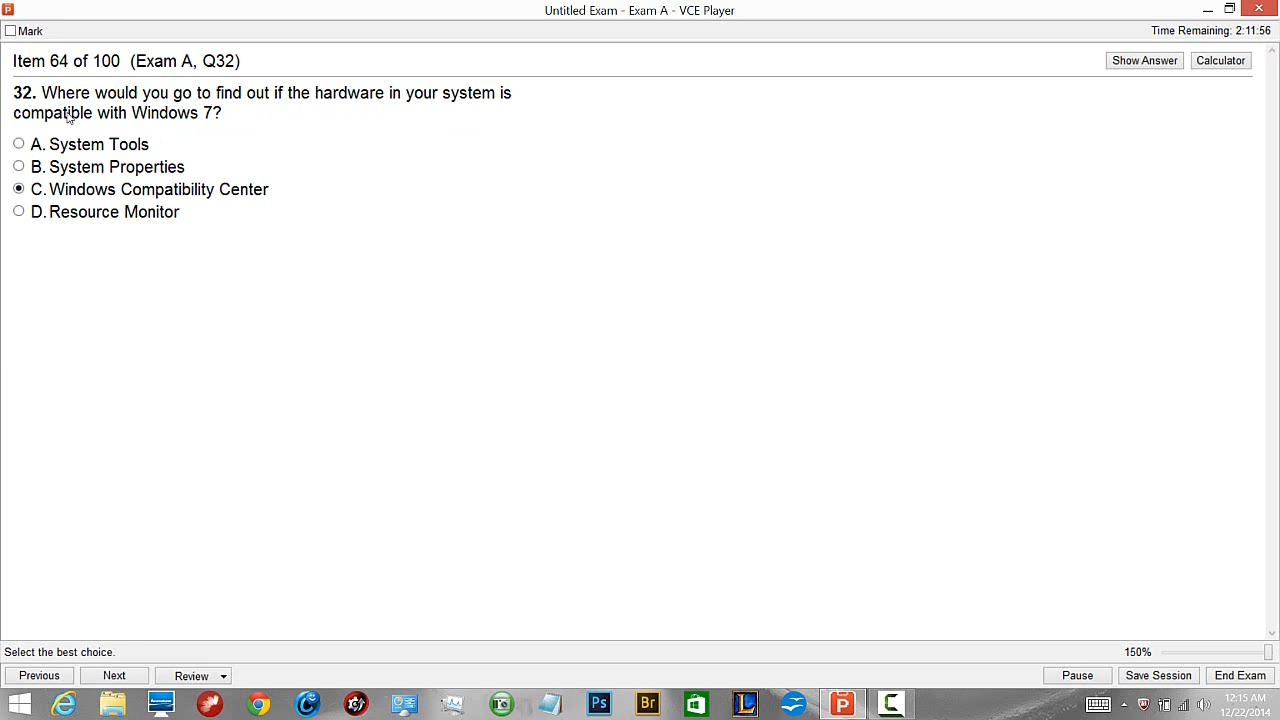 Untitled Exam - Exam A - VCE Player
Mark
Time Remaining: 2:11:56
Item 64 of 100 (Exam A, Q32)
Show Answer
Calculator
32. Where would you go to find out if the hardware in your system is
compatible with Windows 7?
A. System Tools
B. System Properties
C. Windows Compatibility Center
D. Resource Monitor
Select the best choice.
150%
Previous
Next
Review
Pause
Save Session
End Exam
Ps
Br
L
P
C
12:15 AM
12/22/2014